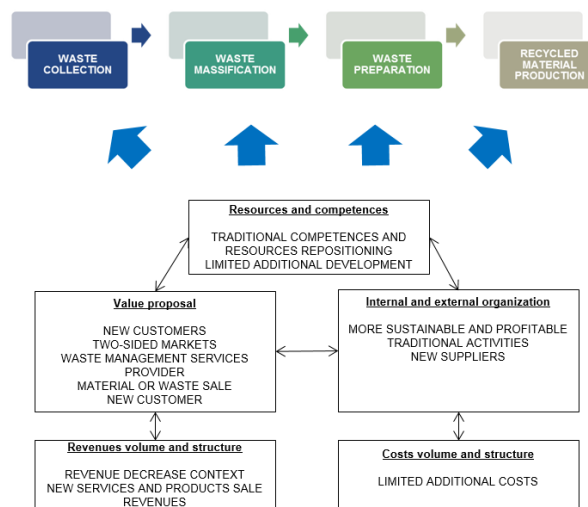 WASTE
COLLECTION
WASTE
MASSIFICATION
WASTE
PREPARATION
RECYCLED
MATERIAL
PRODUCTION
Resources and competences
TRADITIONAL COMPETENCES AND
RESOURCES REPOSITIONING
LIMITED ADDITIONAL DEVELOPMENT
Value proposal
NEW CUSTOMERS
TWO-SIDED MARKETS
WASTE MANAGEMENT SERVICES
PROVIDER
MATERIAL OR WASTE SALE
NEW CUSTOMER
Internal and external organization
MORE SUSTAINABLE AND PROFITABLE
TRADITIONAL ACTIVITIES
NEW SUPPLIERS
Revenues volume and structure
REVENUE DECREASE CONTEXT
NEW SERVICES AND PRODUCTS SALE
REVENUES
Costs volume and structure
LIMITED ADDITIONAL COSTS